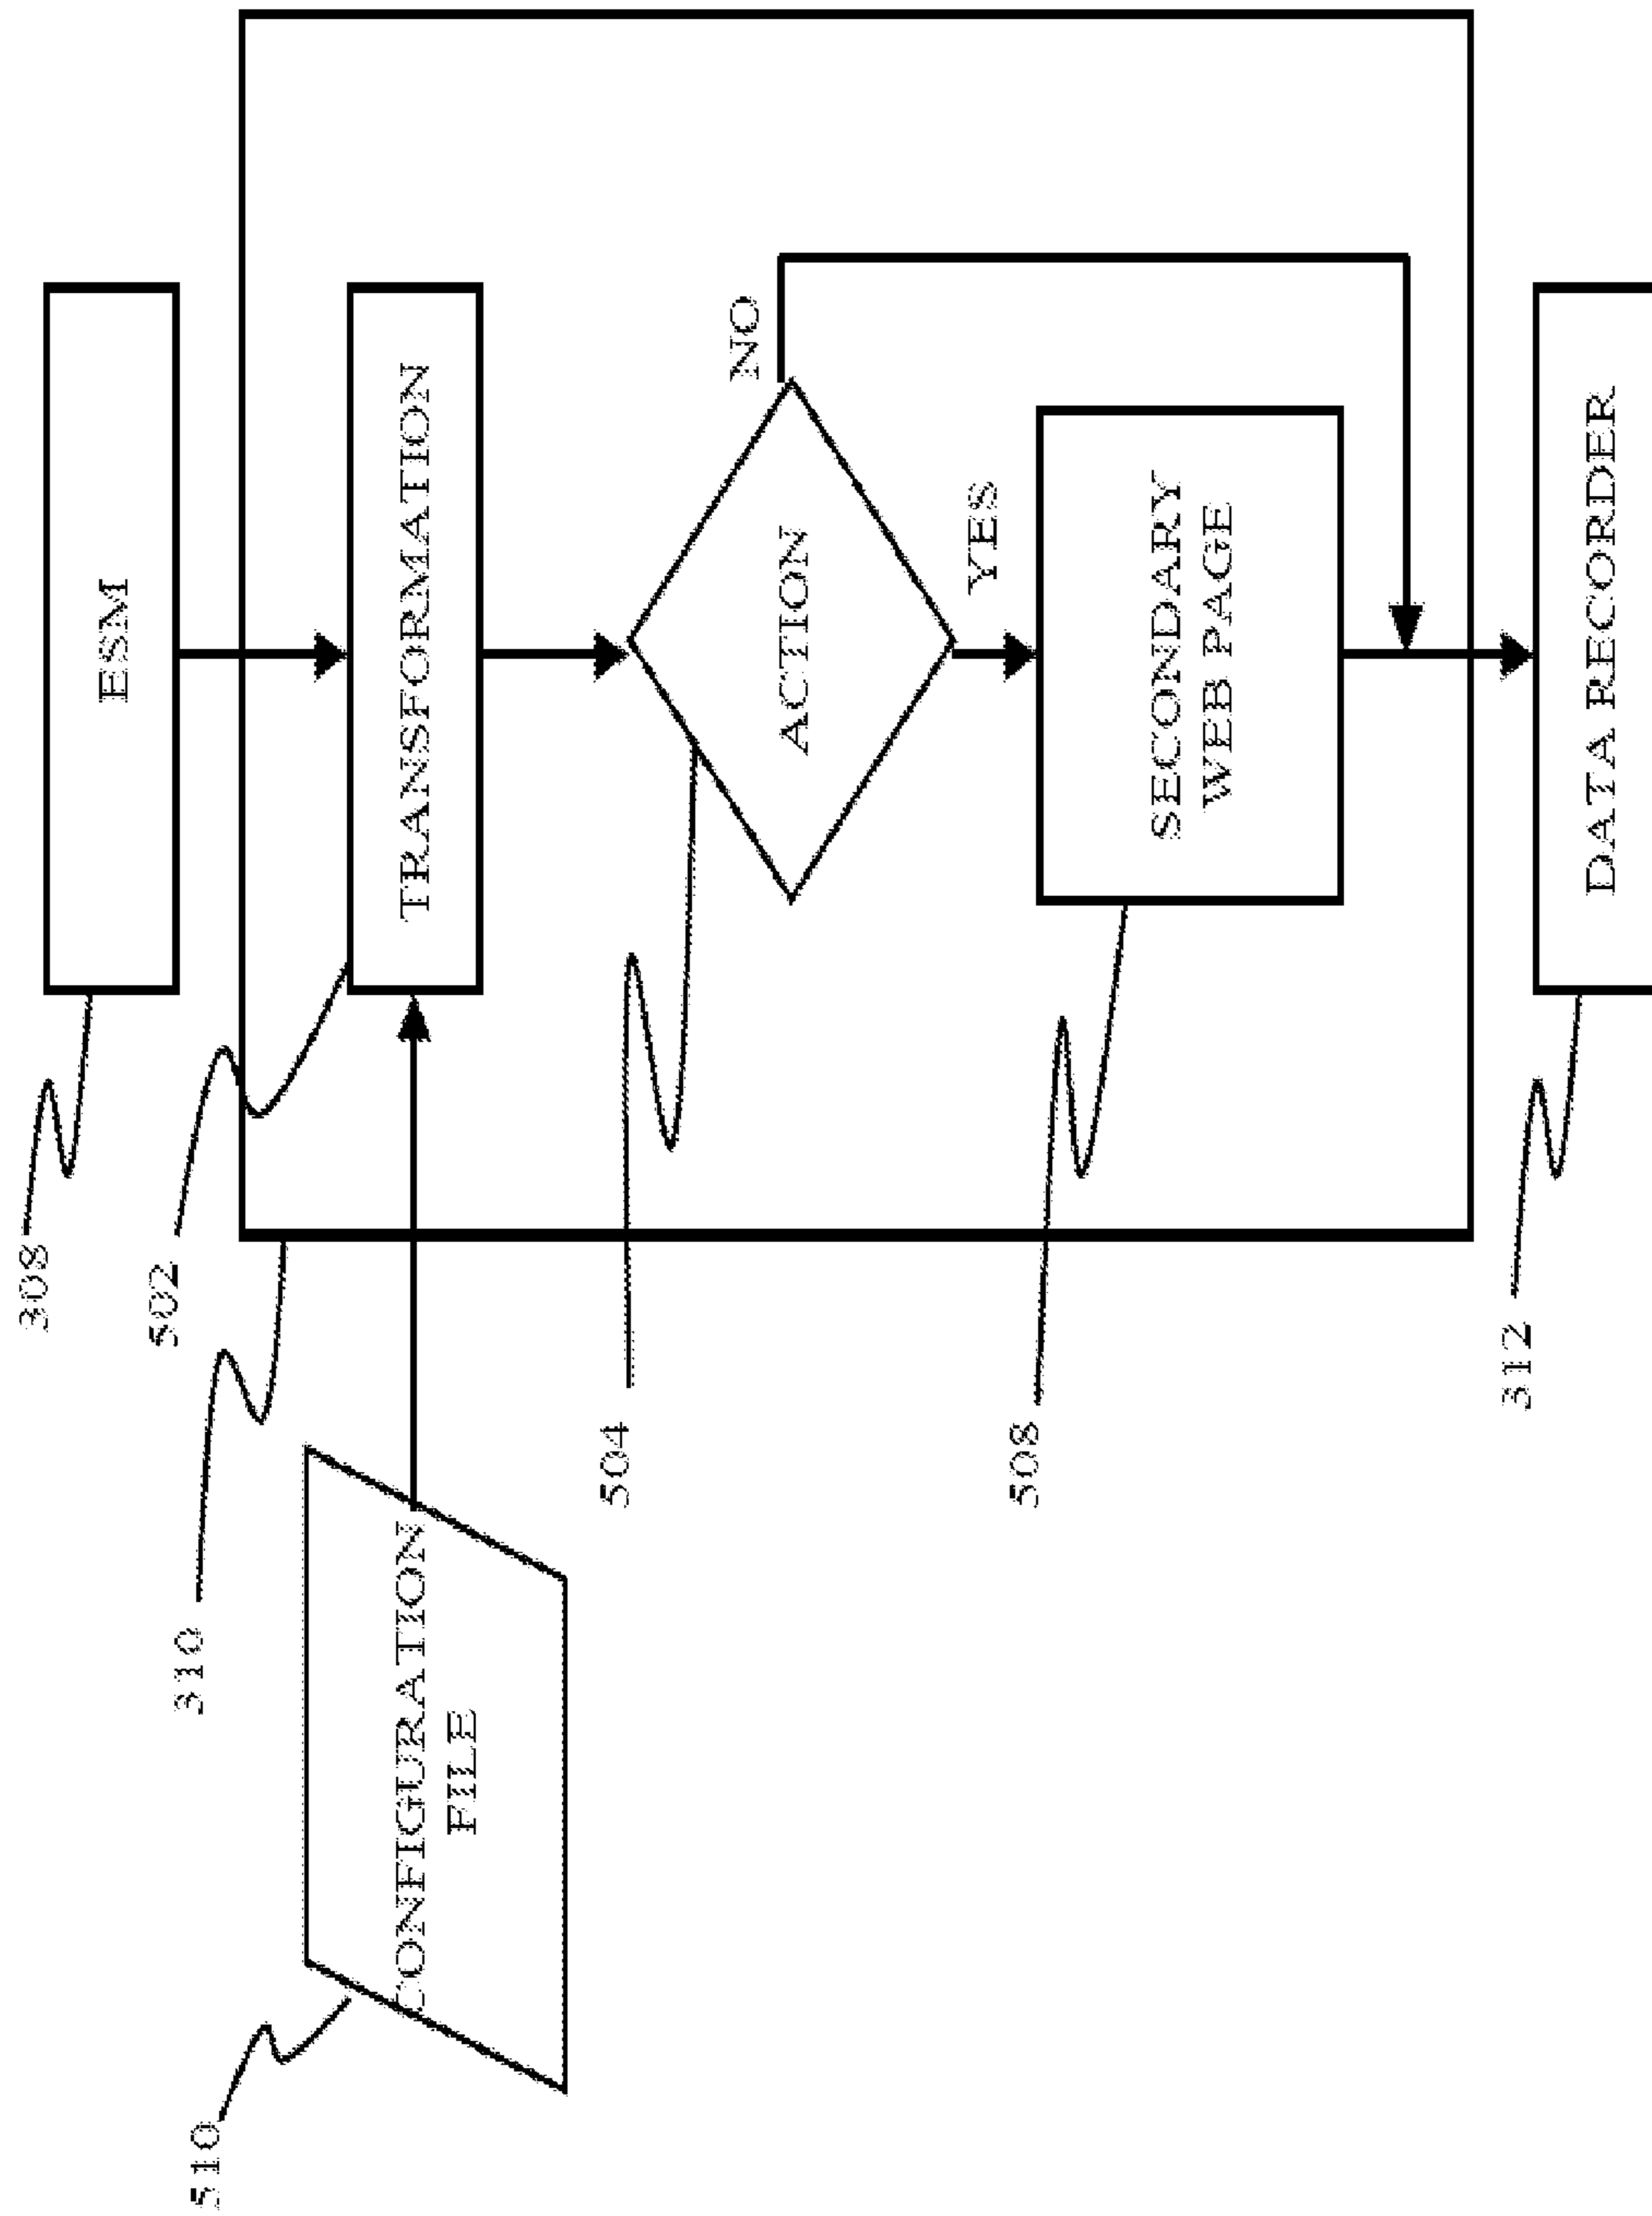 308
ESM
502
310
TRANSFORMATION
510
CONFIGURATION
FILE
504
ACTION
NO
YES
508
SECONDARY
WEB PAGE
312
DATA RECORDER